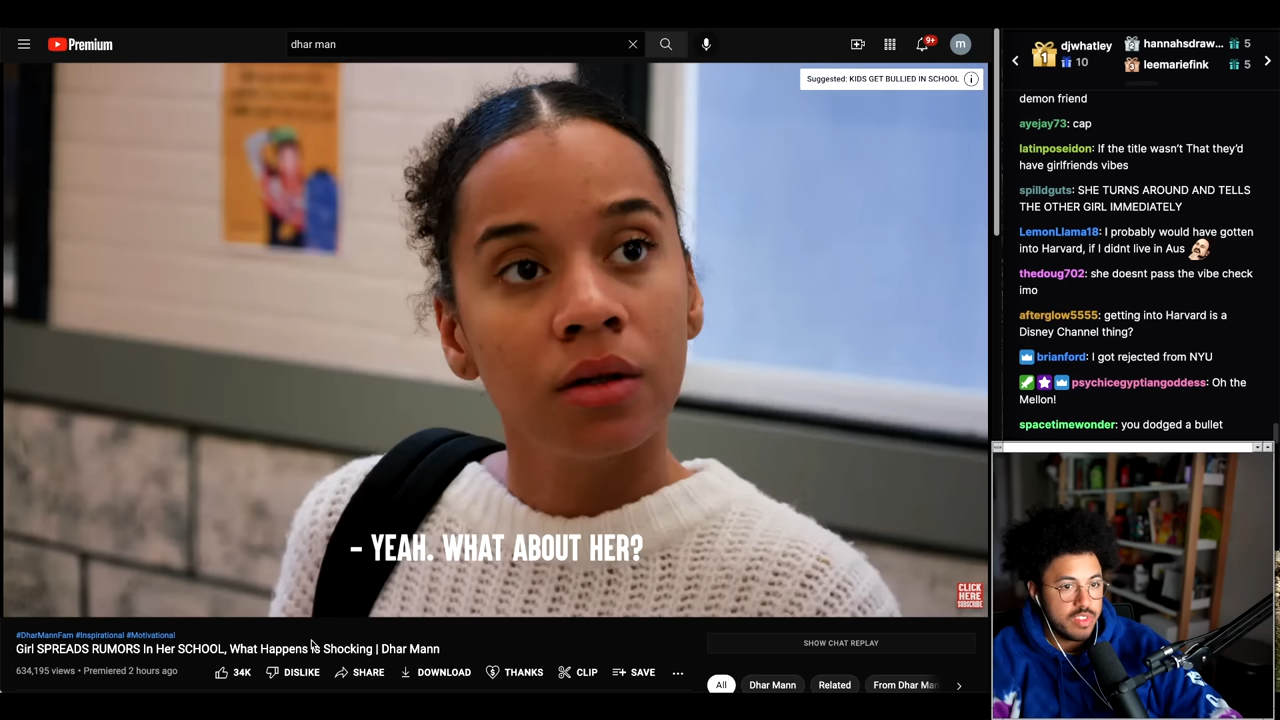 Premium
dhar man
9+
m
Suggested: KIDS GET BULLIED IN SCHOOL
- YEAH. WHAT ABOUT HER?
CLICK
HERE
SUBSCRIBE
#DharMannFam #Inspirational #Motivational
Girl SPREADS RUMORS In Her SCHOOL, What Happens Is Shocking | Dhar Mann
634,195 views • Premiered 2 hours ago
34K
DISLIKE
SHARE
DOWNLOAD
THANKS
CLIP
SAVE
SHOW CHAT REPLAY
All
Dhar Mann
Related
From Dhar Man
1
djwhatley
10
2
hannahsdraw... 5
3
leemariefink 5
demon friend
ayejay73: cap
latinposeidon: If the title wasn't That they'd
have girlfriends vibes
spilldguts: SHE TURNS AROUND AND TELLS
THE OTHER GIRL IMMEDIATELY
LemonLlama18: I probably would have gotten
into Harvard, if I didnt live in Aus
thedoug702: she doesnt pass the vibe check
imo
afterglow5555: getting into Harvard is a
Disney Channel thing?
brianford: I got rejected from NYU
psychicegyptiangoddess: Oh the
Mellon!
spacetimewonder: you dodged a bullet